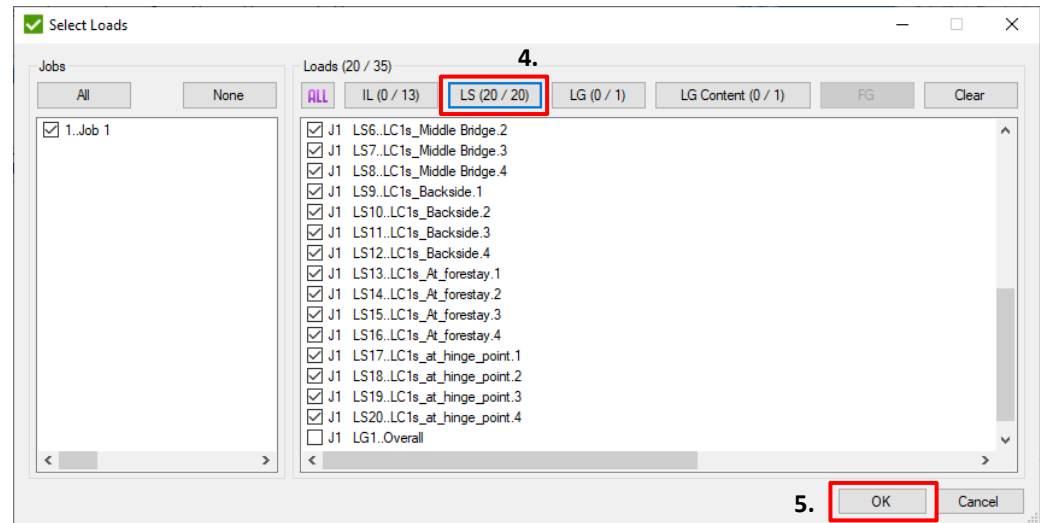 Select Loads
Jobs
All
None
1..Job 1
Loads (20 / 35)
4.
ALL
IL (0 / 13)
LS (20 / 20)
LG (0 / 1)
LG Content (0 / 1)
FG
Clear
J1 LS6..LC1s_Middle Bridge.2
J1 LS7..LC1s_Middle Bridge.3
J1 LS8..LC1s_Middle Bridge.4
J1 LS9..LC1s_Backside.1
J1 LS10..LC1s_Backside.2
J1 LS11..LC1s_Backside.3
J1 LS12..LC1s_Backside.4
J1 LS13..LC1s_At_forestay.1
J1 LS14..LC1s_At_forestay.2
J1 LS15..LC1s_At_forestay.3
J1 LS16..LC1s_At_forestay.4
J1 LS17..LC1s_at_hinge_point.1
J1 LS18..LC1s_at_hinge_point.2
J1 LS19..LC1s_at_hinge_point.3
J1 LS20..LC1s_at_hinge_point.4
J1 LG1..Overall
5.
OK
Cancel